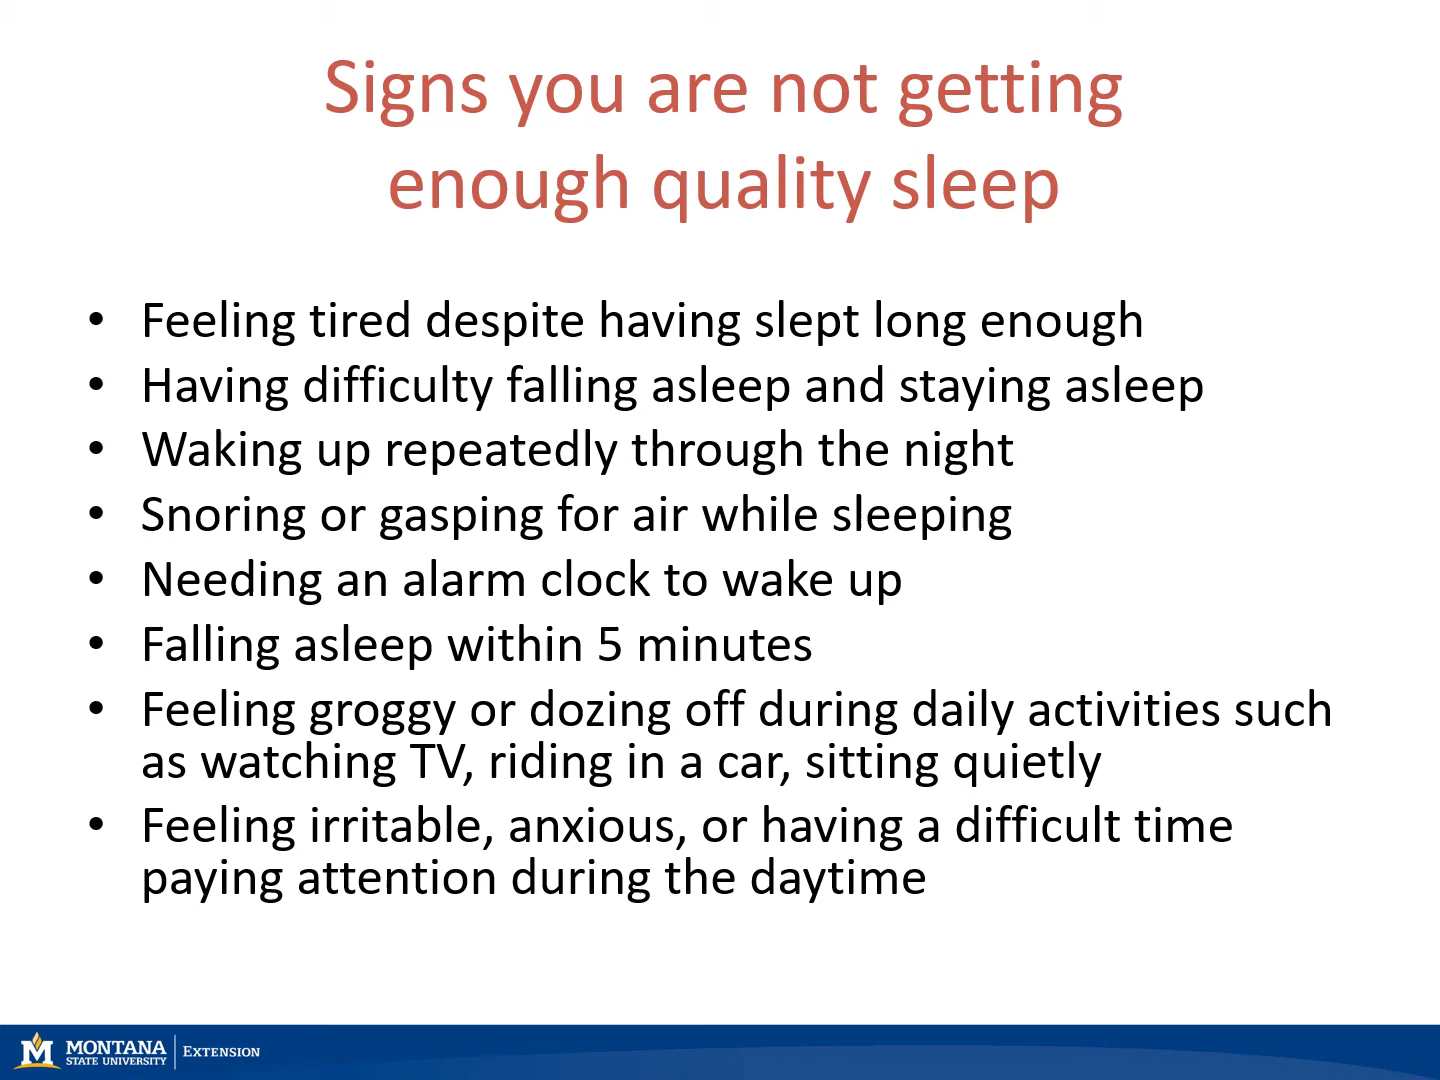 Signs you are not getting
enough quality sleep
• Feeling tired despite having slept long enough
• Having difficulty falling asleep and staying asleep
• Waking up repeatedly through the night
• Snoring or gasping for air while sleeping
• Needing an alarm clock to wake up
• Falling asleep within 5 minutes
• Feeling groggy or dozing off during daily activities such
as watching TV, riding in a car, sitting quietly
• Feeling irritable, anxious, or having a difficult time
paying attention during the daytime
M MONTANA
STATE UNIVERSITY
EXTENSION